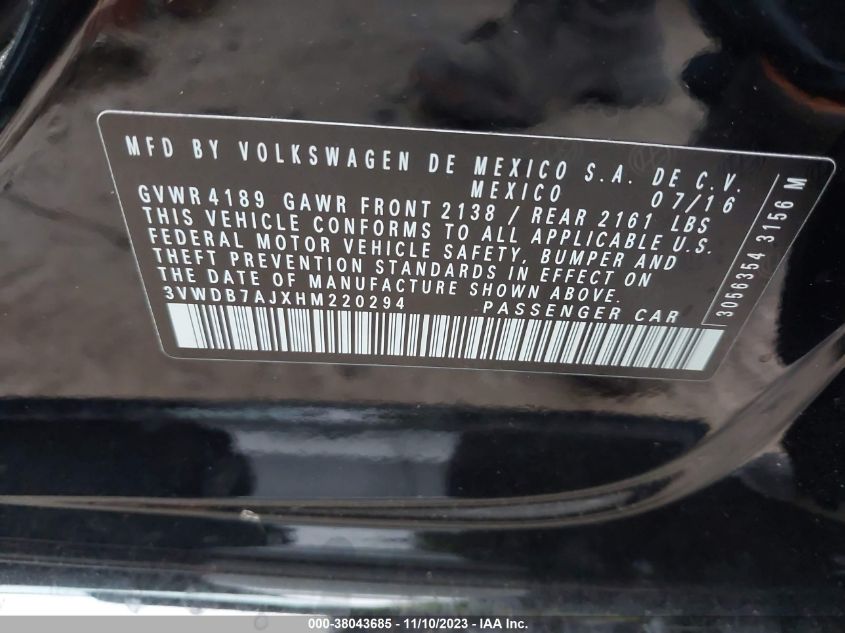 MFD BY VOLKSWAGEN DE MEXICO S.A. DE C.V.
MEXICO 07/16
GVWR 4189 GAWR FRONT 2138 / REAR 2161 LBS
THIS VEHICLE CONFORMS TO ALL APPLICABLE U.S.
FEDERAL MOTOR VEHICLE SAFETY, BUMPER AND
THEFT PREVENTION STANDARDS IN EFFECT ON
THE DATE OF MANUFACTURE SHOWN ABOVE.
3VWDB7AJXHM220294 PASSENGER CAR
3056354 3156 M
000-38043685 - 11/10/2023 - IAA Inc.